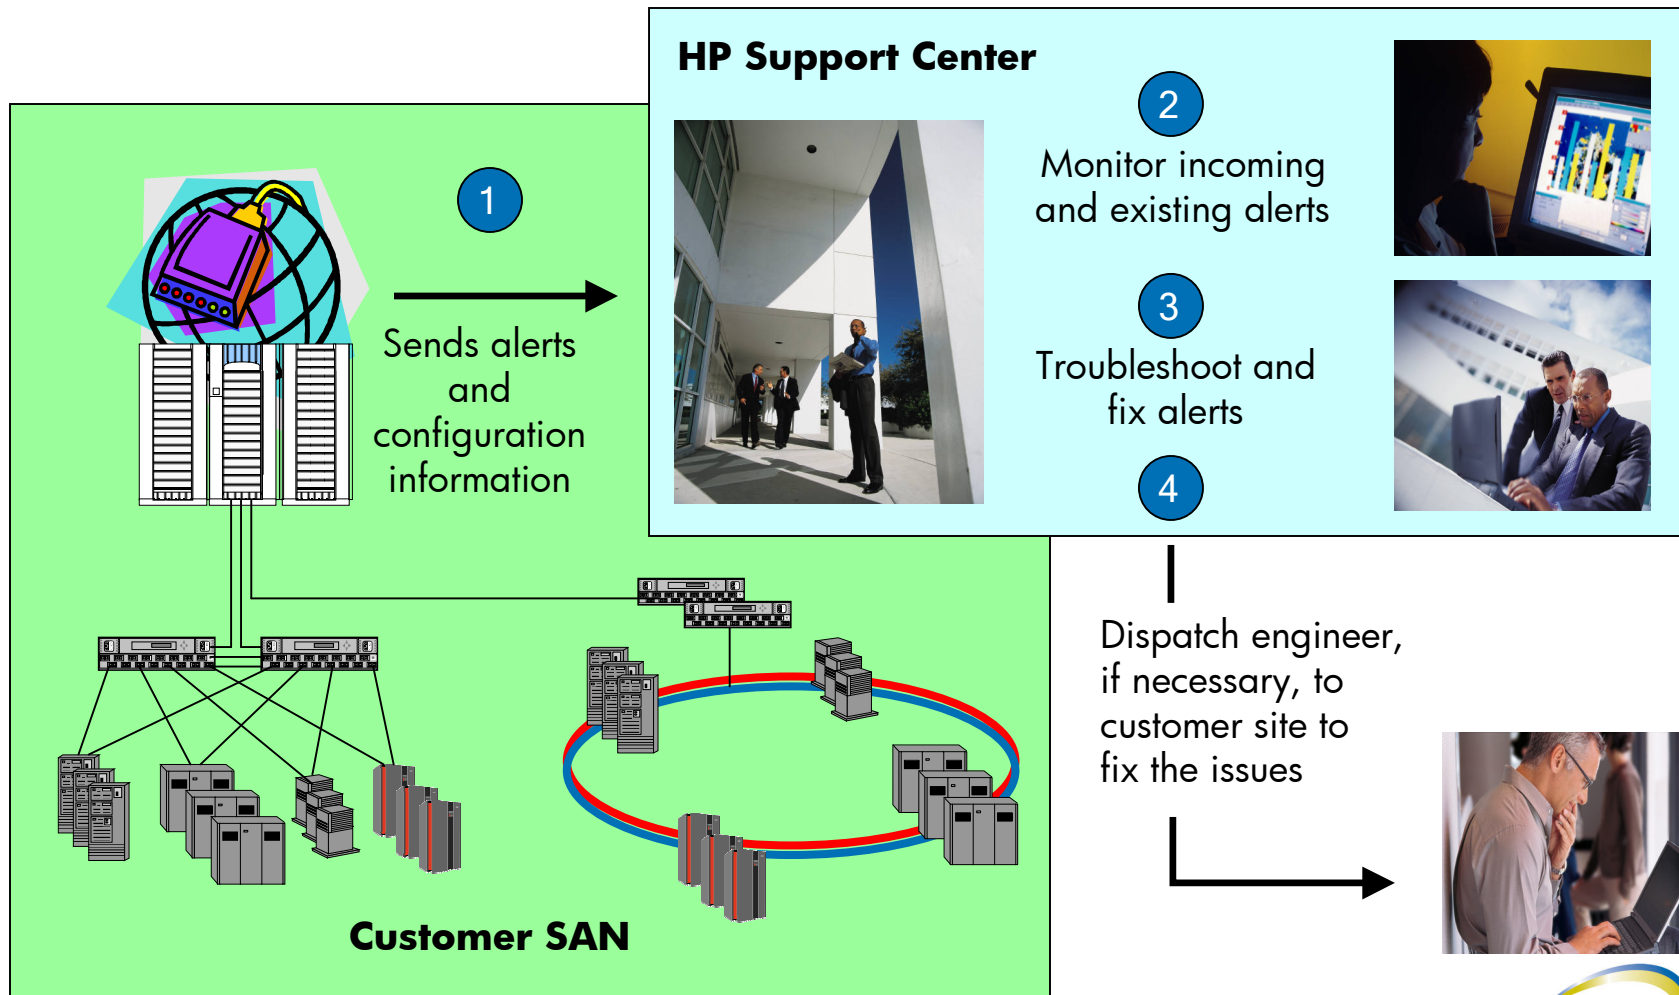 HP Support Center
1
Sends alerts
and
configuration
information
2
Monitor incoming
and existing alerts
3
Troubleshoot and
fix alerts
4
Dispatch engineer,
if necessary, to
customer site to
fix the issues
Customer SAN